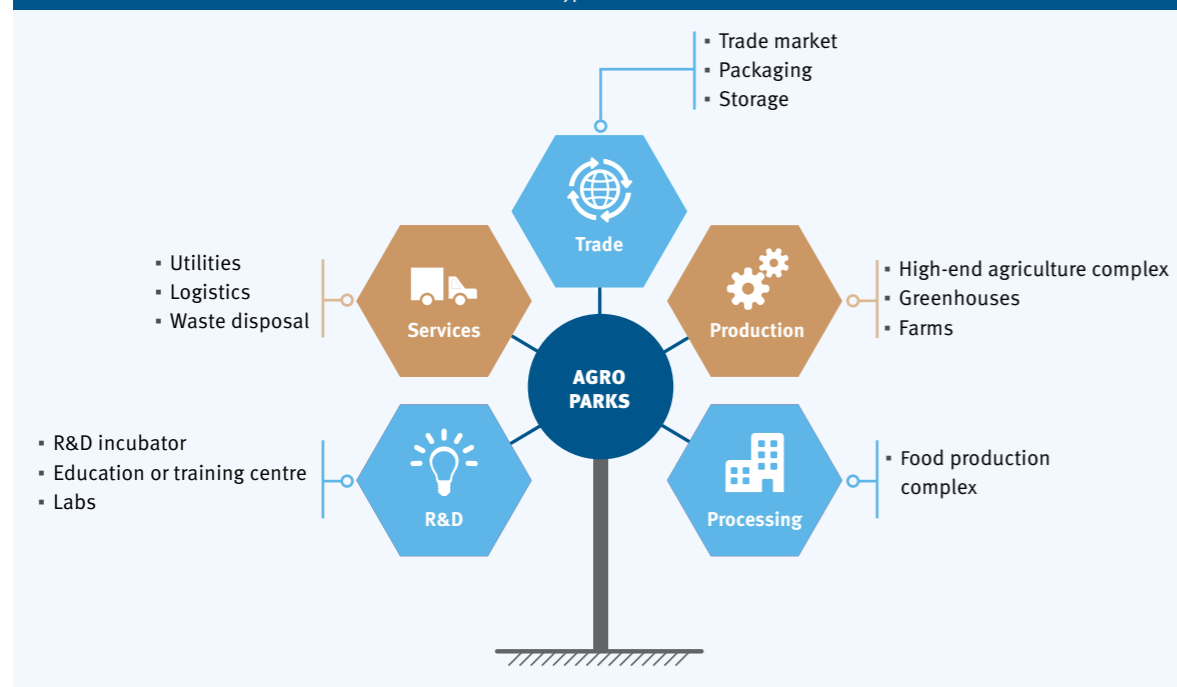 ▪ Trade market
▪ Packaging
▪ Storage
Trade
▪ Utilities
▪ Logistics
▪ Waste disposal
Services
Production
▪ High-end agriculture complex
▪ Greenhouses
▪ Farms
AGRO
PARKS
▪ R&D incubator
▪ Education or training centre
▪ Labs
R&D
Processing
▪ Food production
complex